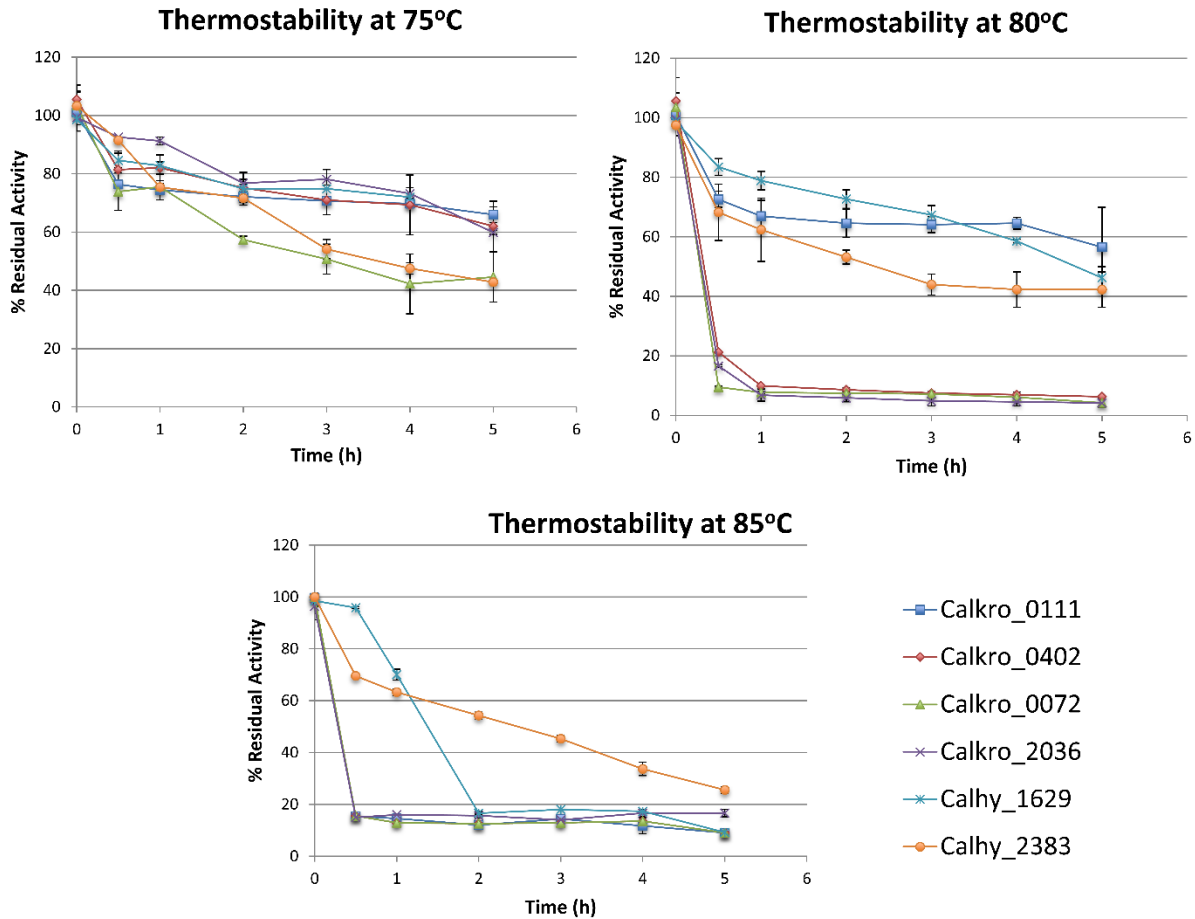 Thermostability at 75°C
120
100
80
60
40
20
0
% Residual Activity
0 1 2 3 4 5 6
Time (h)
Thermostability at 80°C
120
100
80
60
40
20
0
% Residual Activity
0 1 2 3 4 5 6
Time (h)
Thermostability at 85°C
120
100
80
60
40
20
0
% Residual Activity
0 1 2 3 4 5 6
Time (h)
Calkro_0111
Calkro_0402
Calkro_0072
Calkro_2036
Calhy_1629
Calhy_2383